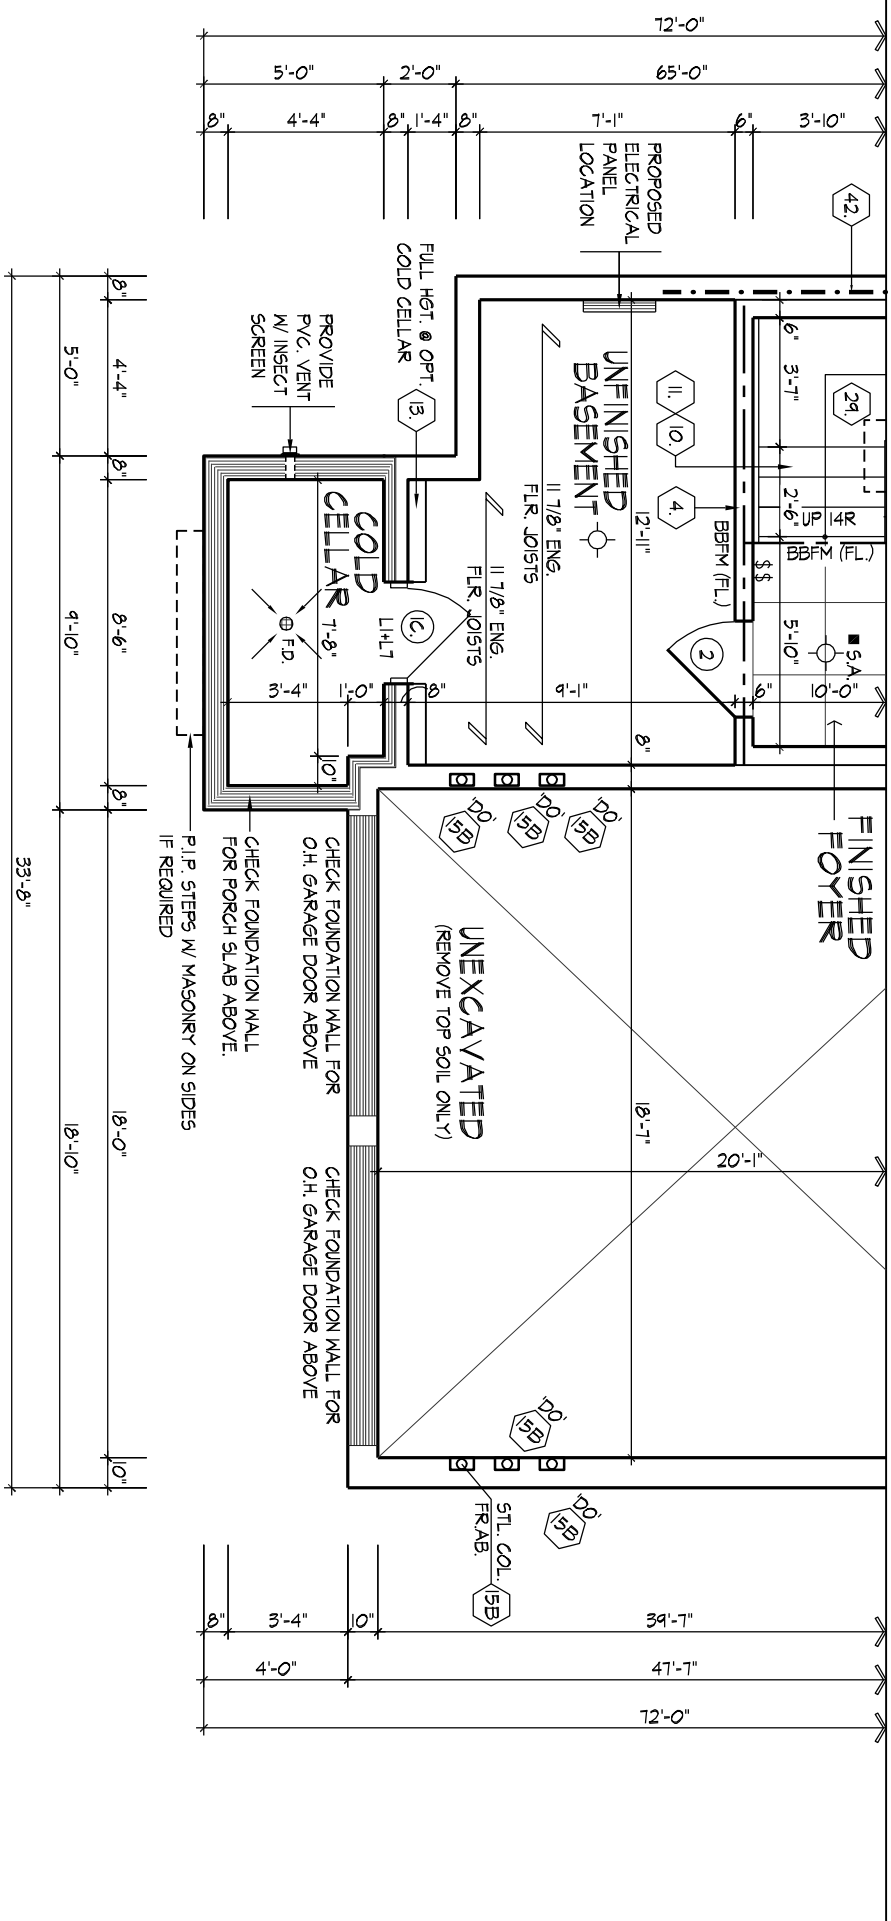 72'-0"
5'-0"
2'-0"
65'-0"
8"
4'-4"
8"
1'-4"
8"
7'-1"
6"
3'-10"
42.
PROPOSED
ELECTRICAL
PANEL
LOCATION
FULL HGT. @ OPT.
COLD CELLAR
13.
PROVIDE
P.V.C. VENT
W/ INSECT
SCREEN
UNFINISHED
BASEMENT
11 7/8" ENG.
FLR. JOISTS
11 7/8" ENG.
FLR. JOISTS
11.
10.
4.
29.
6"
3'-7"
2'-6"
5'-10"
UP 14R
BBFM (FL.)
BBFM (FL.)
$ $
S.A.
2
12'-11"
8"
9'-1"
6"
10'-0"
COLD
CELLAR
F.D.
7'-8"
10"
3'-4"
1'-0"
8"
L1+L7
1C.
FINISHED
FOYER
'DO'
15B
'DO'
15B
'DO'
15B
UNEXCAVATED
(REMOVE TOP SOIL ONLY)
18'-7"
20'-1"
CHECK FOUNDATION WALL FOR
O.H. GARAGE DOOR ABOVE
CHECK FOUNDATION WALL FOR
O.H. GARAGE DOOR ABOVE
CHECK FOUNDATION WALL
FOR PORCH SLAB ABOVE.
P.I.P. STEPS W/ MASONRY ON SIDES
IF REQUIRED
'DO'
15B
'DO'
15B
STL. COL.
FR.AB.
15B
8"
4'-4"
8"
8'-6"
8"
18'-0"
10"
5'-0"
9'-10"
18'-10"
33'-8"
8"
3'-4"
10"
39'-7"
4'-0"
47'-7"
72'-0"